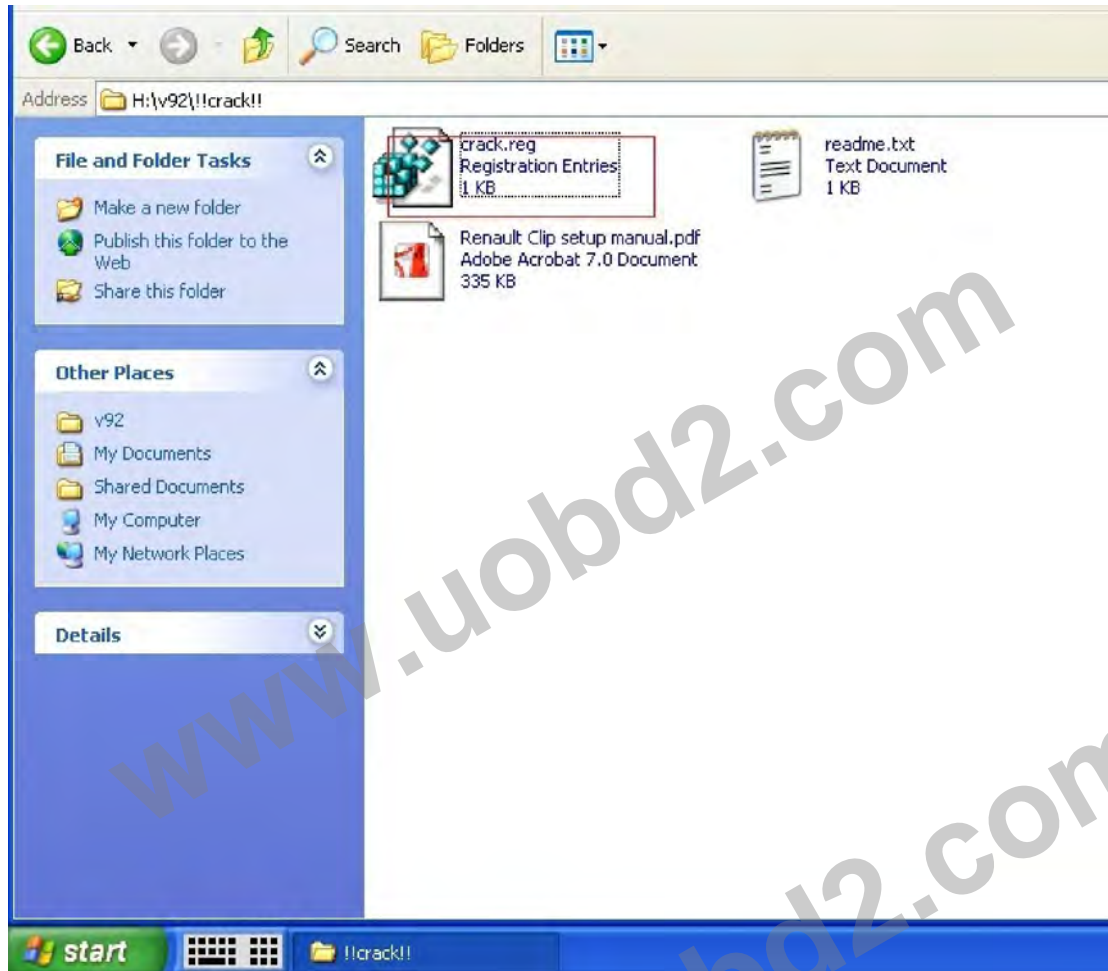 Back
Search
Folders
Address H:\v92\!!crack!!
File and Folder Tasks
Make a new folder
Publish this folder to the
Web
Share this folder
Other Places
v92
My Documents
Shared Documents
My Computer
My Network Places
Details
crack.reg
Registration Entries
1 KB
readme.txt
Text Document
1 KB
Renault Clip setup manual.pdf
Adobe Acrobat 7.0 Document
335 KB
www.uobd2.com
obd2.com
start
!!crack!!